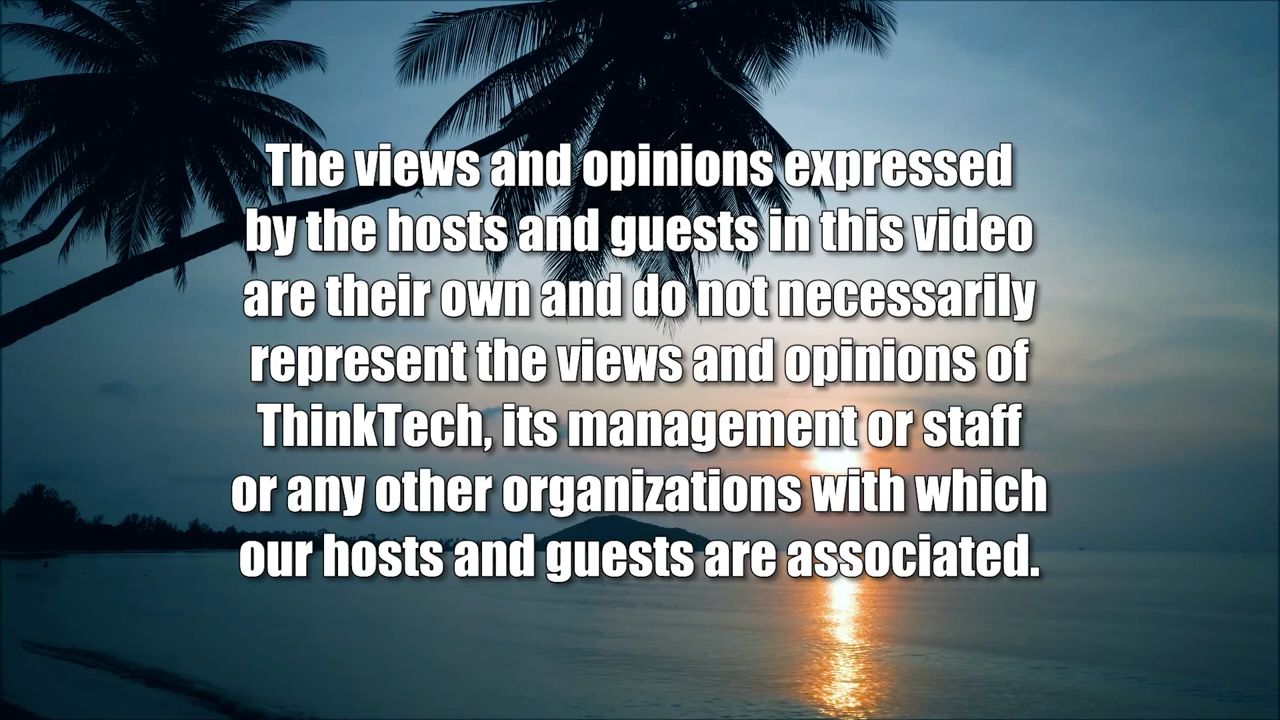 The views and opinions expressed
by the hosts and guests in this video
are their own and do not necessarily
represent the views and opinions of
ThinkTech, its management or staff
or any other organizations with which
our hosts and guests are associated.